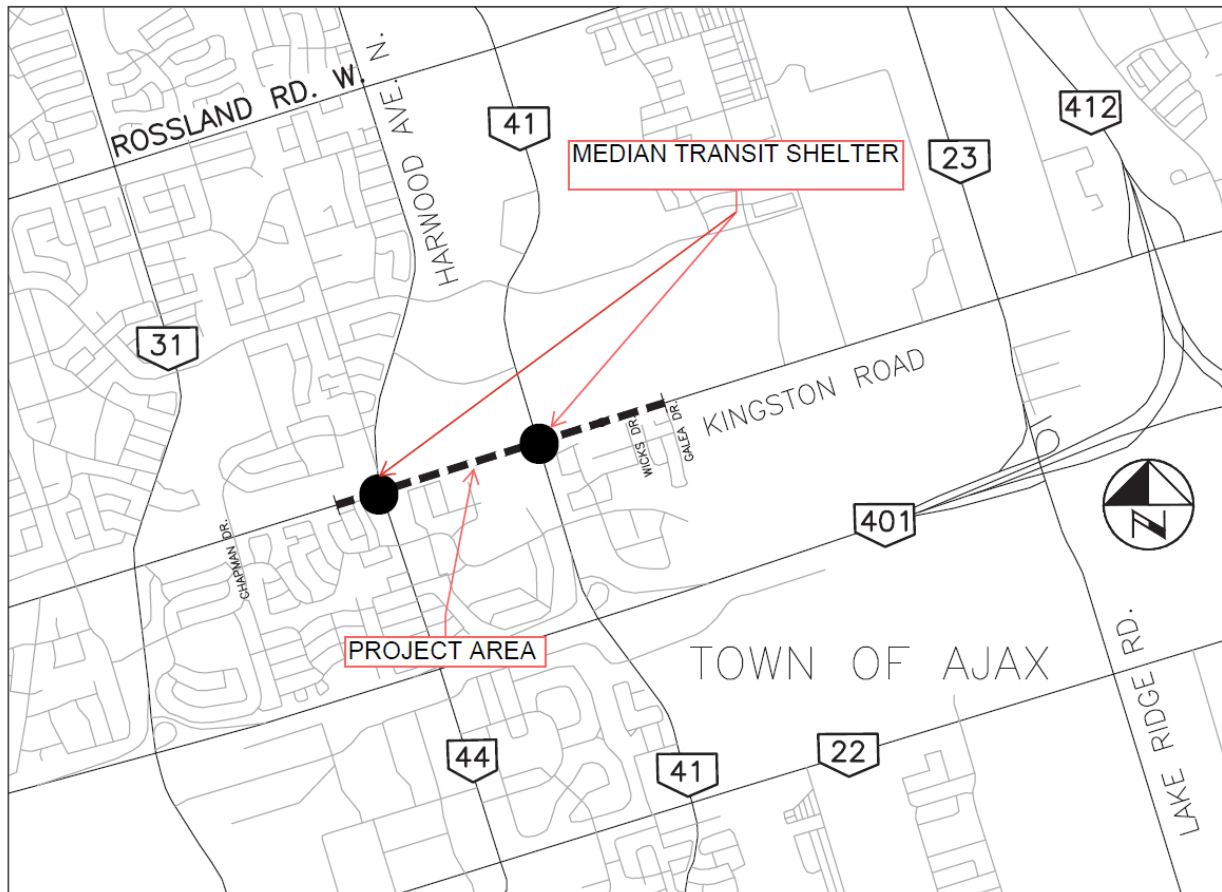 ROSSLAND RD. W.
HARWOOD AVE. N.
41
412
MEDIAN TRANSIT SHELTER
23
31
KINGSTON ROAD
WICKS DR.
GALEA DR.
CHAPMAN DR.
401
N
PROJECT AREA
TOWN OF AJAX
LAKE RIDGE RD.
44
41
22